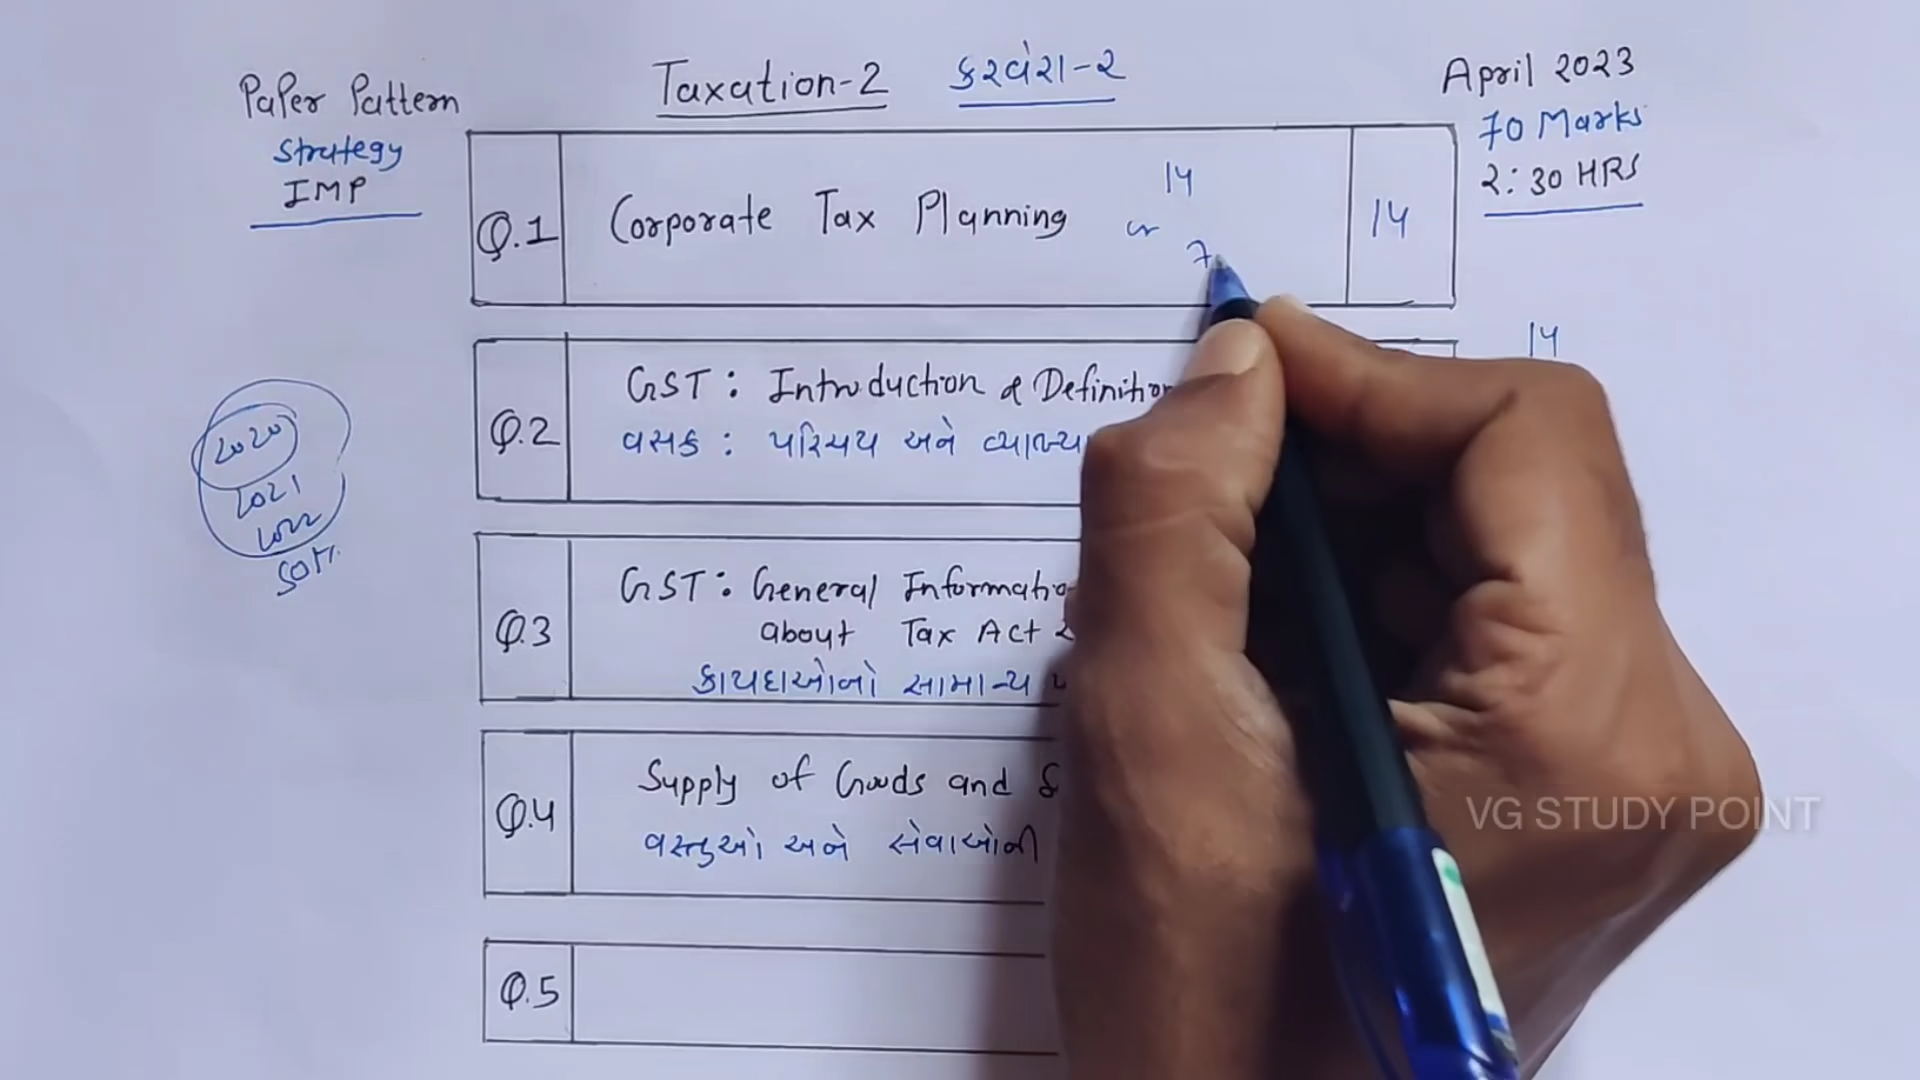 Paper Pattern
Strategy
IMP
Taxation-2 કરવેરા-૨
April 2023
70 Marks
2:30 HRS
Q.1 Corporate Tax Planning 14 or 7 14
14
Q.2 GST: Introduction & Definition
વસક : પરિચય અને વ્યાખ્યા
2020
2021
2022
50%
Q.3 GST: General Information
about Tax Act
કાયદાઓનો સામાન્ય
Q.4 Supply of Goods and
વસ્તુઓ અને સેવાઓની
Q.5
VG STUDY POINT